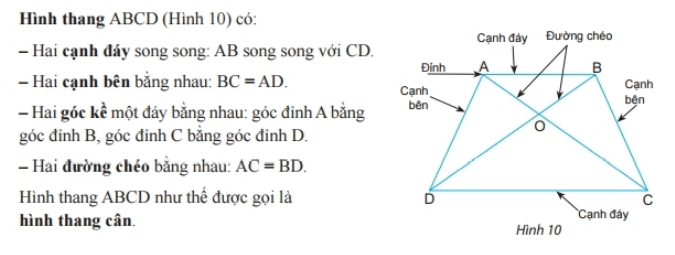 Hình thang ABCD (Hình 10) có:
– Hai cạnh đáy song song: AB song song với CD.
– Hai cạnh bên bằng nhau: BC = AD.
– Hai góc kề một đáy bằng nhau: góc đỉnh A bằng
góc đỉnh B, góc đỉnh C bằng góc đỉnh D.
– Hai đường chéo bằng nhau: AC = BD.
Hình thang ABCD như thế được gọi là
hình thang cân.
Cạnh đáy
Đường chéo
Đỉnh
A
B
Cạnh
bên
Cạnh
bên
O
D
C
Cạnh đáy
Hình 10